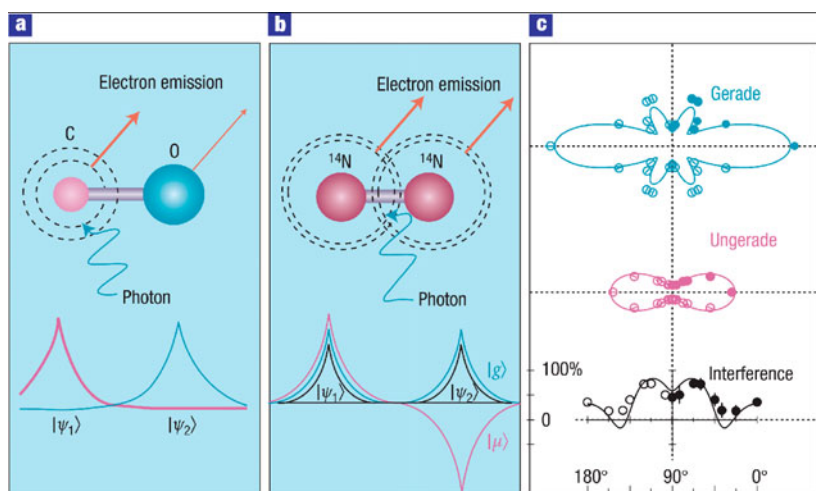 a
Electron emission
C
O
Photon
|ψ₁⟩
|ψ₂⟩
b
Electron emission
¹⁴N
¹⁴N
Photon
|g⟩
|ψ₁⟩
|ψ₂⟩
|μ⟩
c
Gerade
Ungerade
100%
Interference
0
180° 90° 0°